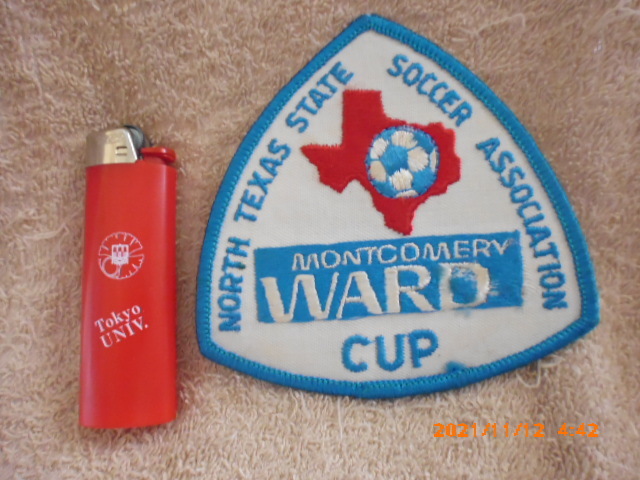 NORTH TEXAS STATE
SOCCER ASSOCIATION
MONTGOMERY
WARD
CUP
Tokyo
UNIV.
2021/11/12 4:42